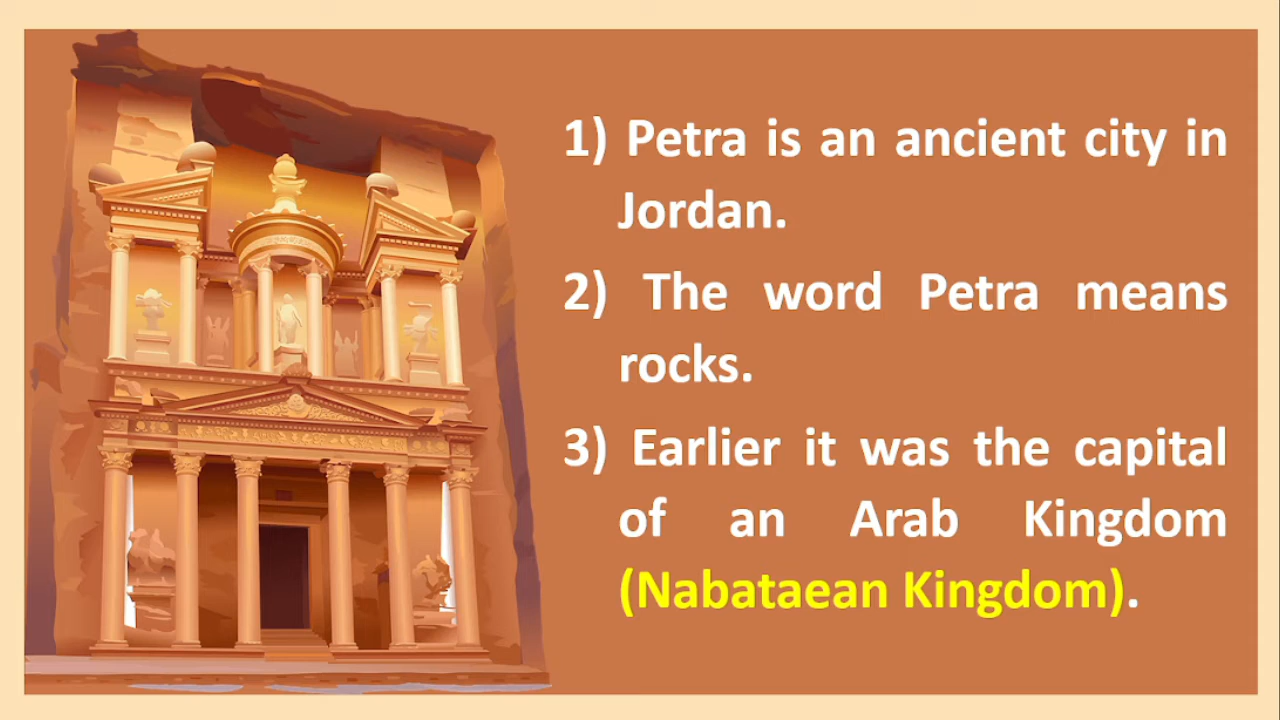 1) Petra is an ancient city in
Jordan.
2) The word Petra means
rocks.
3) Earlier it was the capital
of an Arab Kingdom
(Nabataean Kingdom).